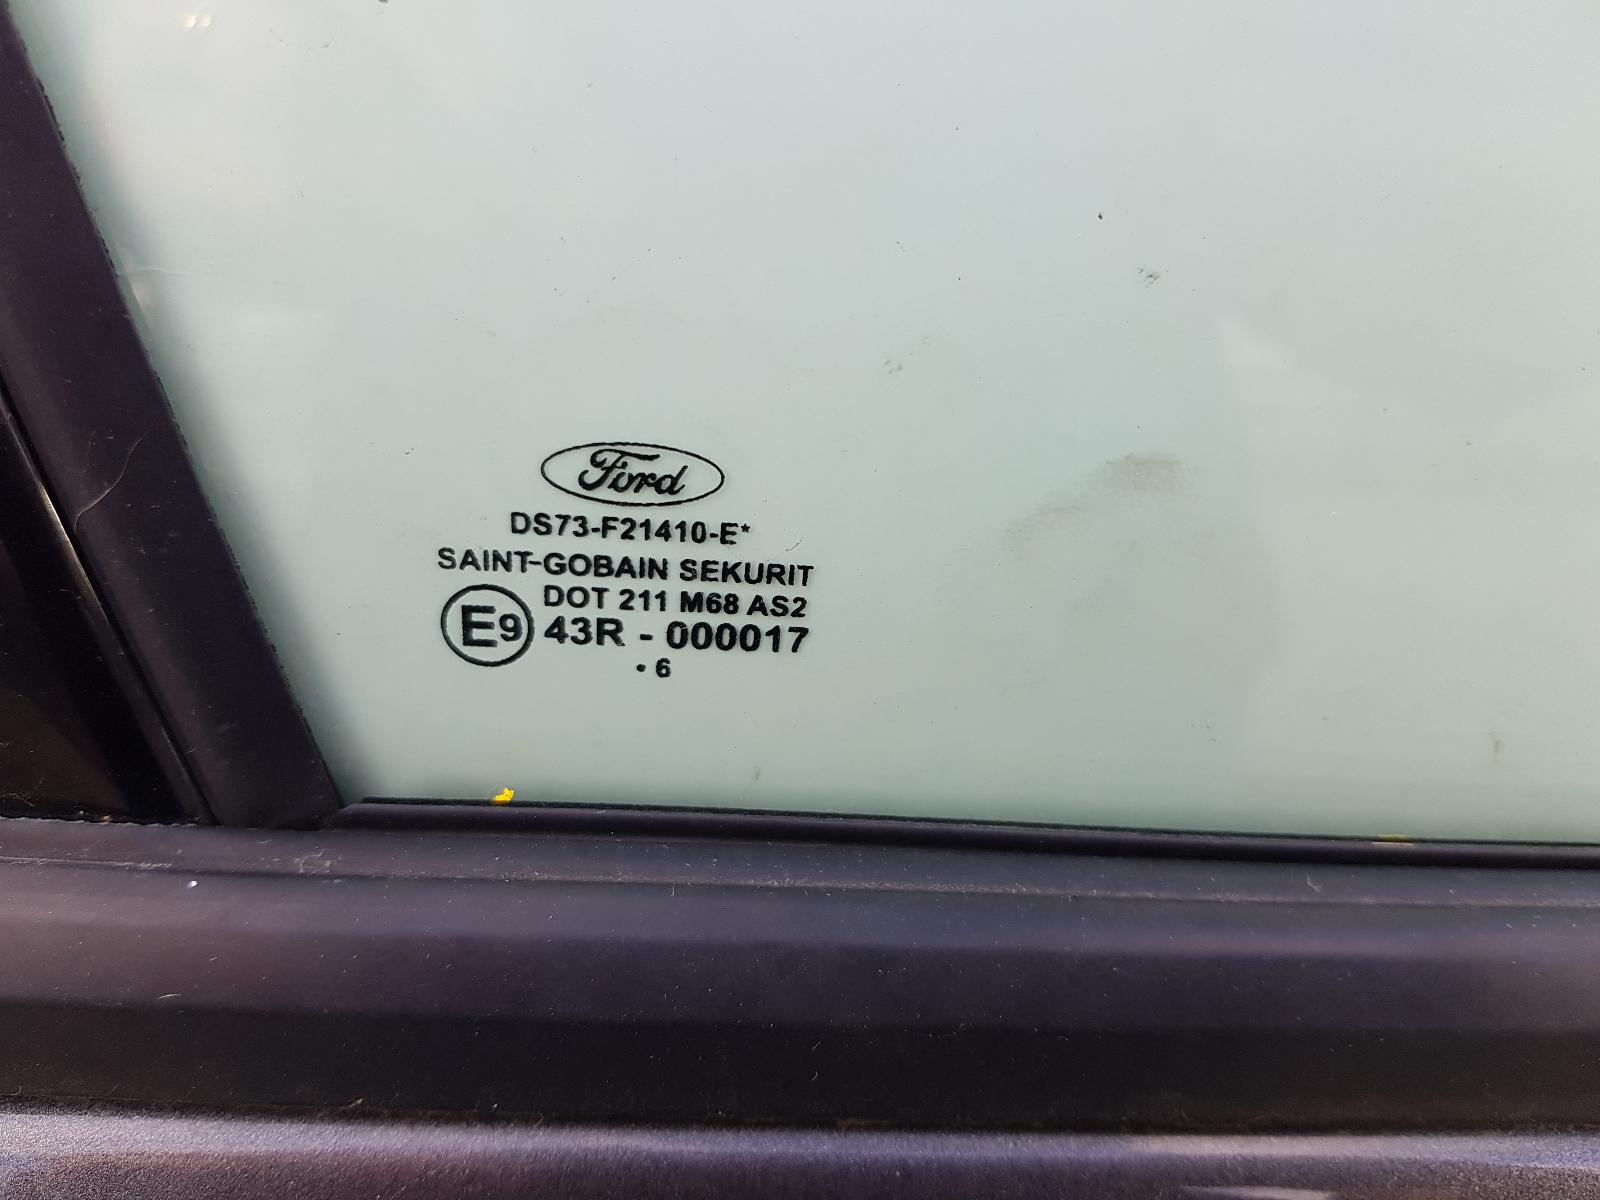 Ford
DS73-F21410-E*
SAINT-GOBAIN SEKURIT
DOT 211 M68 AS2
E9 43R - 000017
• 6